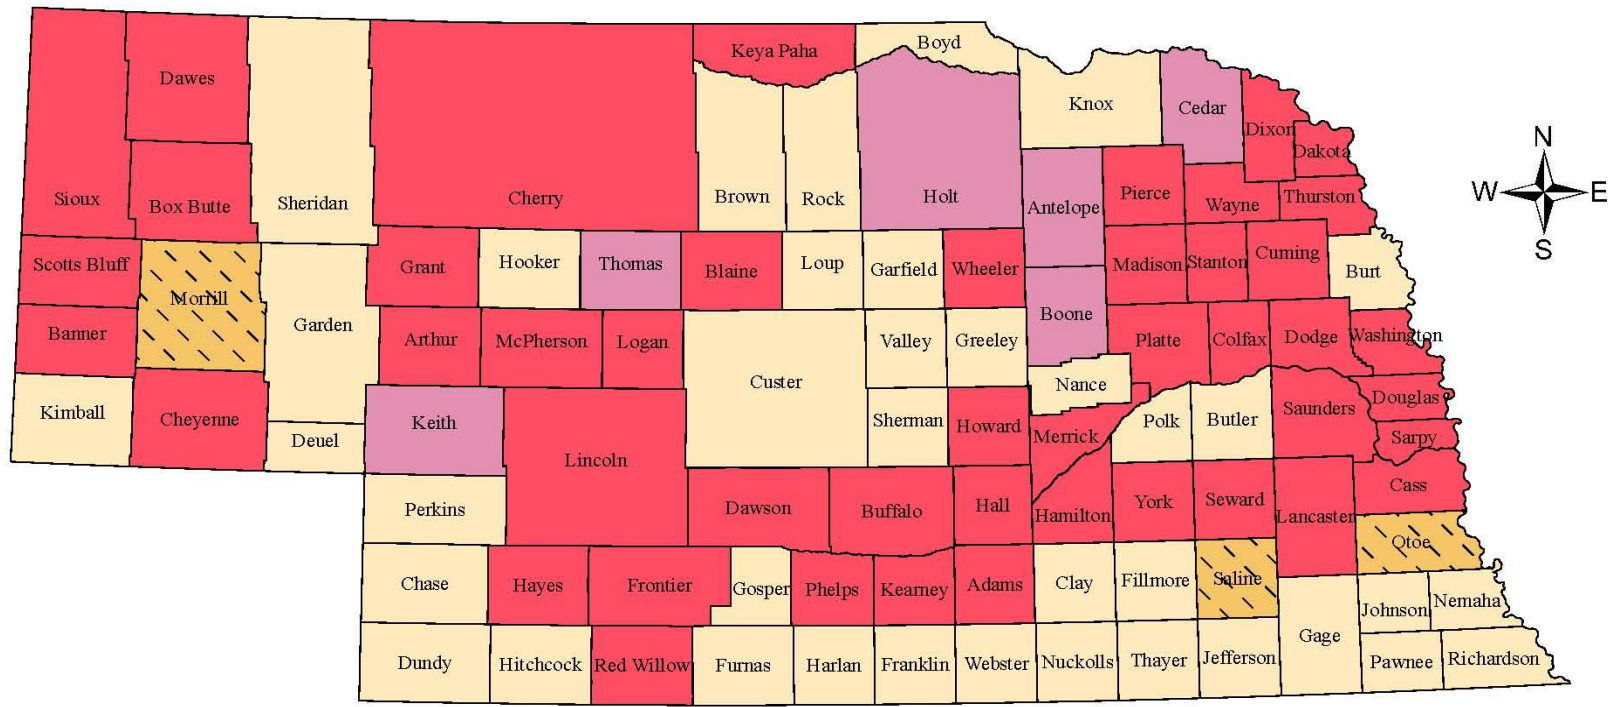 Boyd
Keya Paha
Dawes
Knox
Cedar
Dixon
Dakota
N
W
E
S
Sioux
Box Butte
Sheridan
Cherry
Brown
Rock
Holt
Antelope
Pierce
Wayne
Thurston
Scotts Bluff
Morrill
Grant
Hooker
Thomas
Blaine
Loup
Garfield
Wheeler
Madison
Stanton
Cuming
Burt
Banner
Garden
Arthur
McPherson
Logan
Valley
Greeley
Boone
Platte
Colfax
Dodge
Washington
Kimball
Cheyenne
Deuel
Keith
Lincoln
Custer
Sherman
Howard
Nance
Merrick
Polk
Butler
Saunders
Douglas
Sarpy
Perkins
Dawson
Buffalo
Hall
Hamilton
York
Seward
Lancaster
Cass
Otoe
Chase
Hayes
Frontier
Gosper
Phelps
Kearney
Adams
Clay
Fillmore
Saline
Johnson
Nemaha
Dundy
Hitchcock
Red Willow
Furnas
Harlan
Franklin
Webster
Nuckolls
Thayer
Jefferson
Gage
Pawnee
Richardson